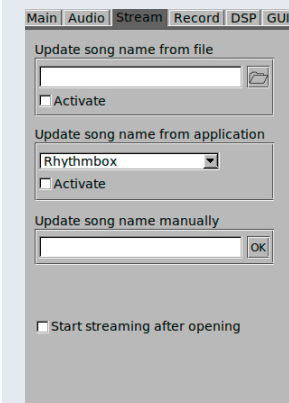 Main Audio Stream Record DSP GUI
Update song name from file
Activate
Update song name from application
Rhythmbox
Activate
Update song name manually
OK
Start streaming after opening